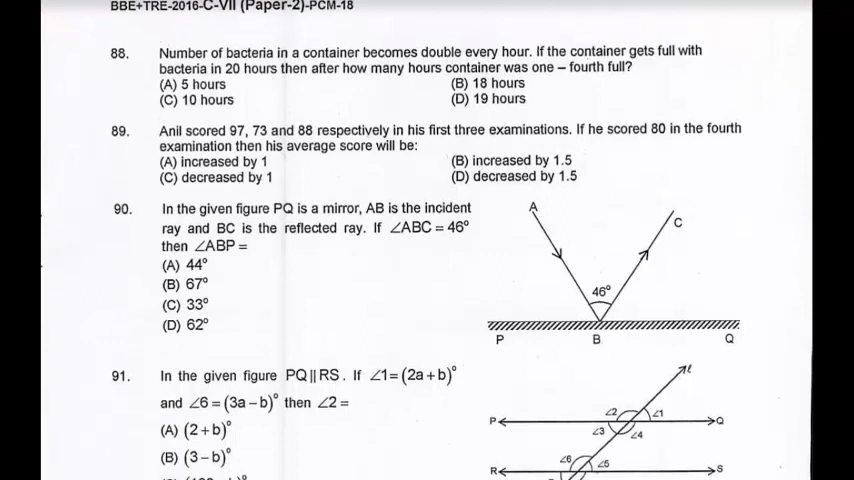 BBE+TRE-2016-C-VII (Paper-2)-PCM-18
88. Number of bacteria in a container becomes double every hour. If the container gets full with
bacteria in 20 hours then after how many hours container was one – fourth full?
(A) 5 hours (B) 18 hours
(C) 10 hours (D) 19 hours
89. Anil scored 97, 73 and 88 respectively in his first three examinations. If he scored 80 in the fourth
examination then his average score will be:
(A) increased by 1 (B) increased by 1.5
(C) decreased by 1 (D) decreased by 1.5
90. In the given figure PQ is a mirror, AB is the incident
ray and BC is the reflected ray. If ∠ABC = 46°
then ∠ABP =
(A) 44°
(B) 67°
(C) 33°
(D) 62°
A
C
46°
P B Q
91. In the given figure PQ || RS. If ∠1=(2a+b)°
and ∠6=(3a–b)° then ∠2=
(A) (2+b)°
(B) (3–b)°
ℓ
∠2 ∠1
P Q
∠3 ∠4
∠6 ∠5
R S